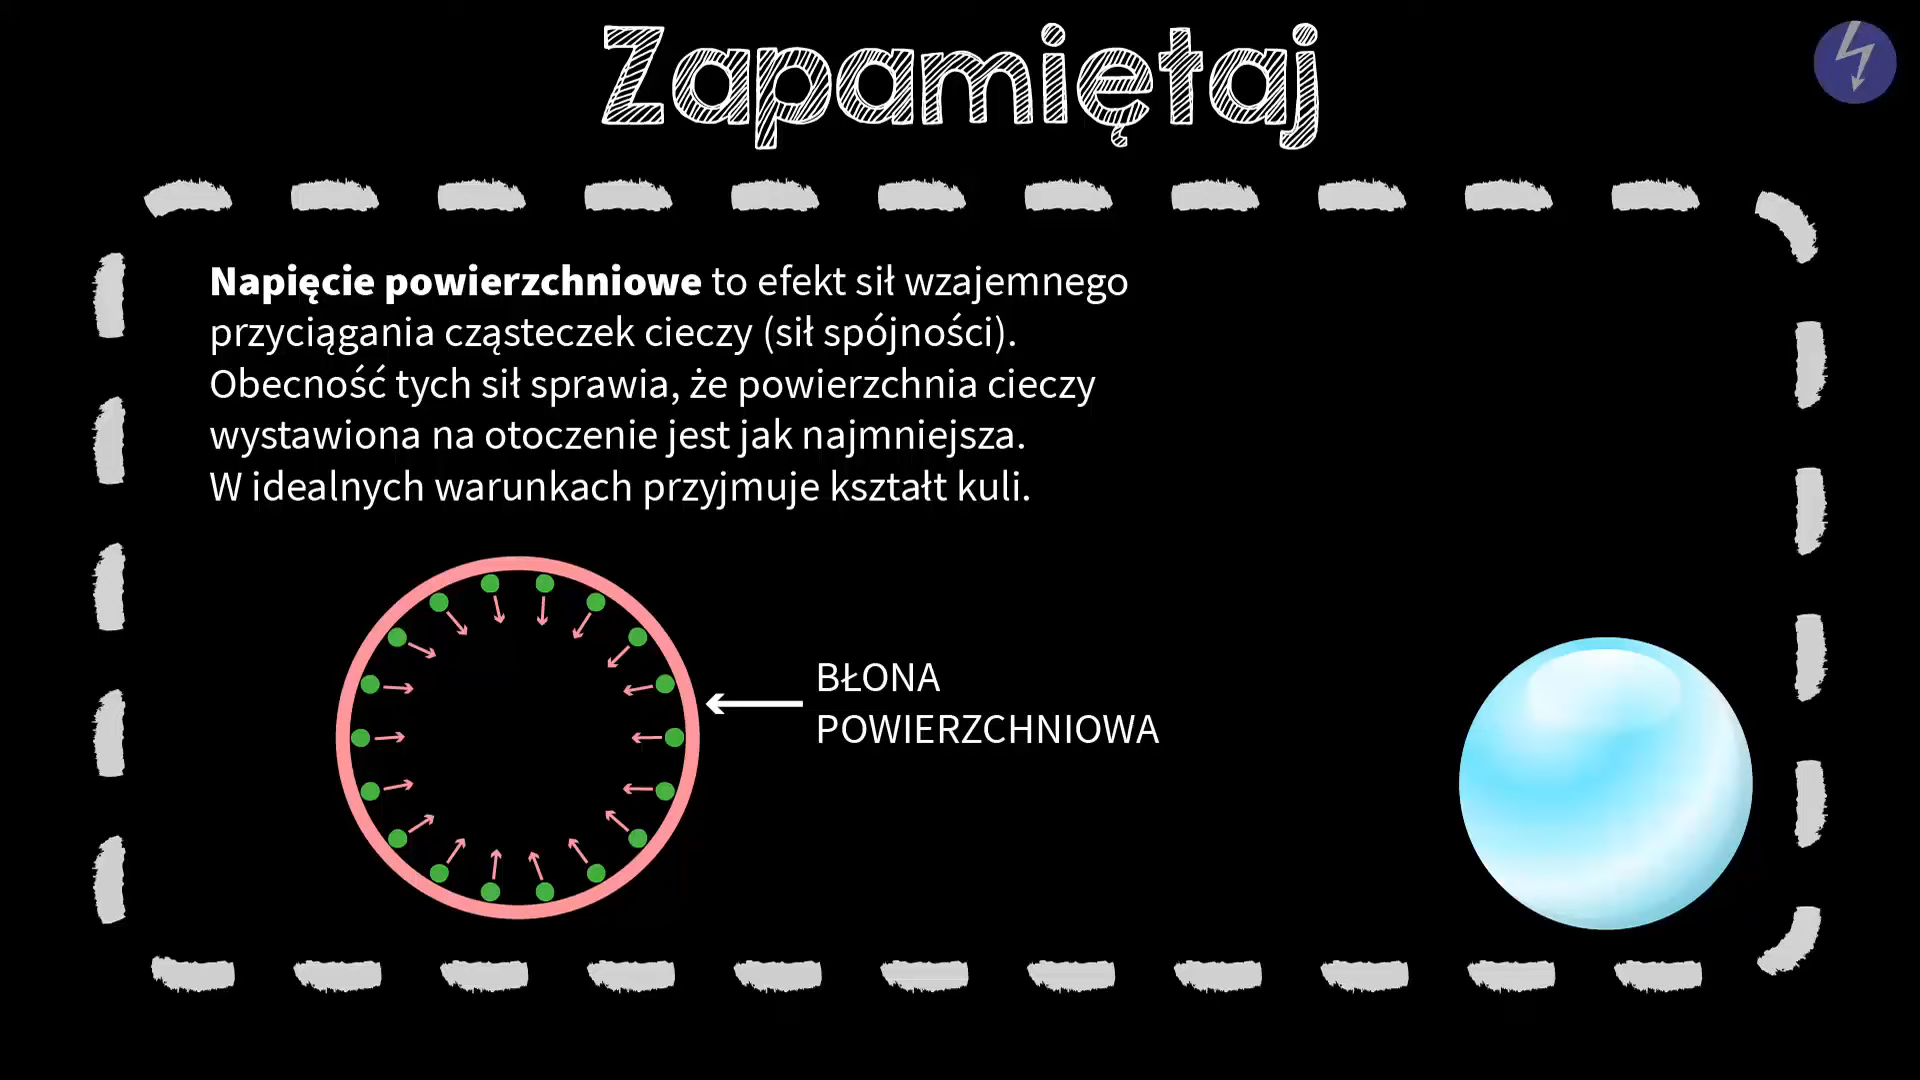 Zapamiętaj
Napięcie powierzchniowe to efekt sił wzajemnego
przyciągania cząsteczek cieczy (sił spójności).
Obecność tych sił sprawia, że powierzchnia cieczy
wystawiona na otoczenie jest jak najmniejsza.
W idealnych warunkach przyjmuje kształt kuli.
BŁONA
POWIERZCHNIOWA